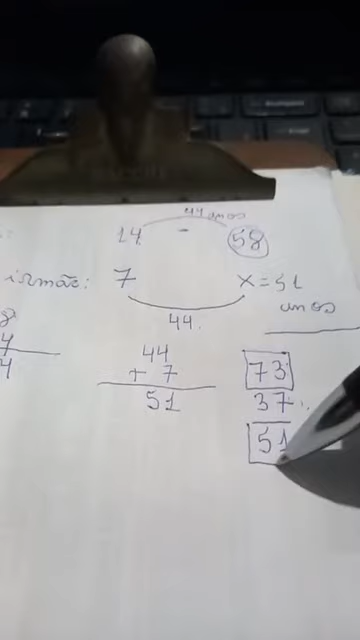 44 anos
14 - 58
irmão: 7 x = 51
anos
44.
8
4
4
44
+ 7
51
73
37
51